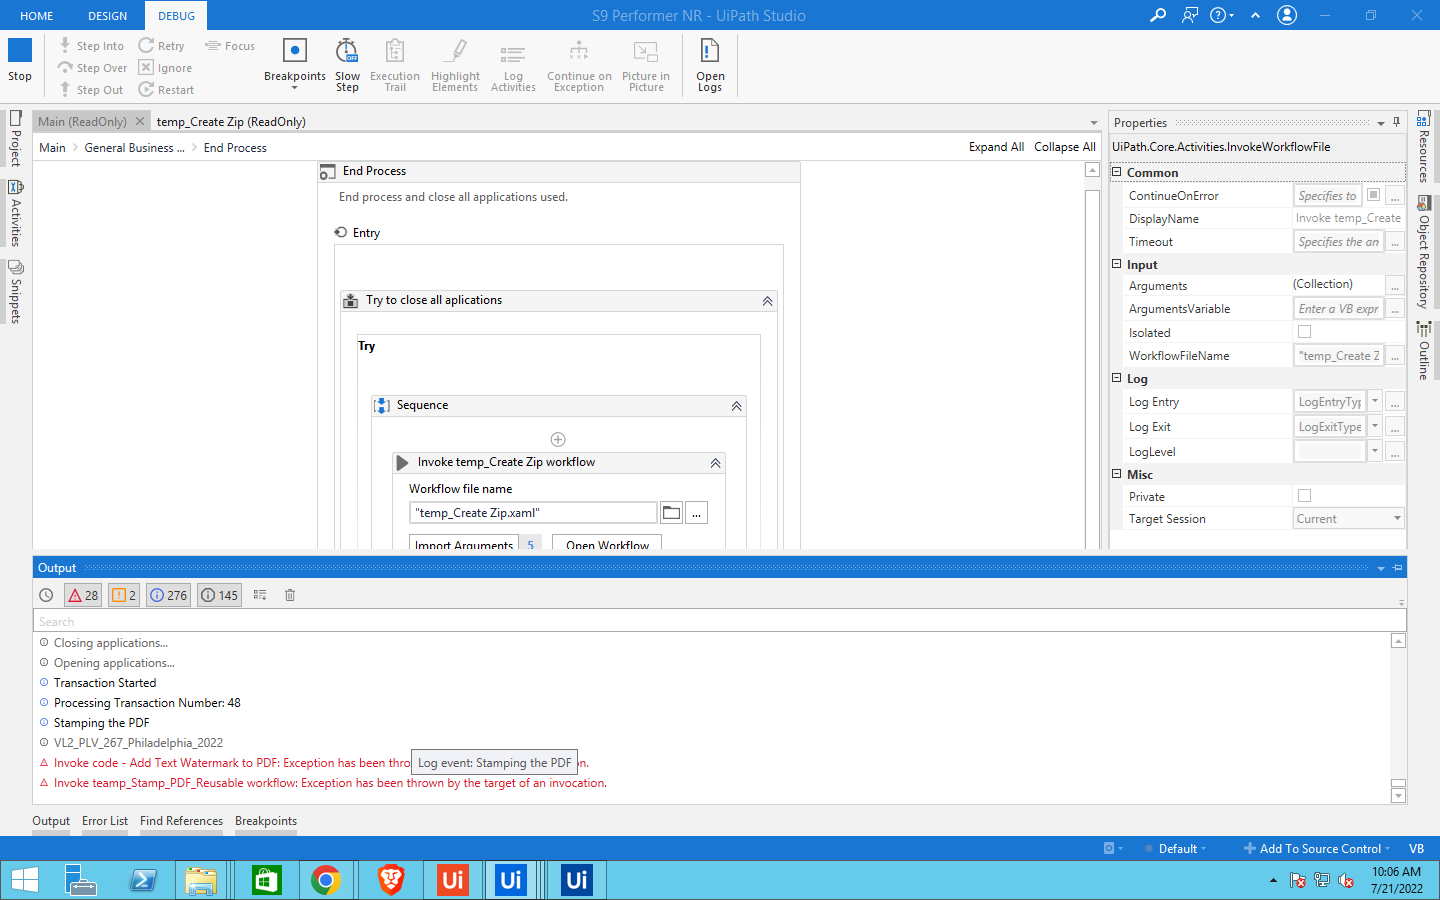 HOME DESIGN DEBUG S9 Performer NR - UiPath Studio
Stop
Step Into Retry Focus
Step Over Ignore
Step Out Restart
Breakpoints
Slow Step
OFF
Execution Trail
Highlight Elements
Log Activities
Continue on Exception
Picture in Picture
Open Logs
Main (ReadOnly) temp_Create Zip (ReadOnly)
Main > General Business ... > End Process Expand All Collapse All
Project
Activities
Snippets
End Process
End process and close all applications used.
Entry
Try to close all aplications
Try
Sequence
Invoke temp_Create Zip workflow
Workflow file name
"temp_Create Zip.xaml" ...
Import Arguments 5 Open Workflow
Properties
UiPath.Core.Activities.InvokeWorkflowFile
Common
ContinueOnError Specifies to ...
DisplayName Invoke temp_Create
Timeout Specifies the an ...
Input
Arguments (Collection) ...
ArgumentsVariable Enter a VB expr ...
Isolated
WorkflowFileName "temp_Create Z ...
Log
Log Entry LogEntryTyp ...
Log Exit LogExitType ...
LogLevel ...
Misc
Private
Target Session Current
Resources
Object Repository
Outline
Output
28 2 276 145
Search
Closing applications...
Opening applications...
Transaction Started
Processing Transaction Number: 48
Stamping the PDF
VL2_PLV_267_Philadelphia_2022
Invoke code - Add Text Watermark to PDF: Exception has been thro Log event: Stamping the PDF n.
Invoke teamp_Stamp_PDF_Reusable workflow: Exception has been thrown by the target of an invocation.
Output Error List Find References Breakpoints
Default Add To Source Control VB
Ui Ui Ui
10:06 AM
7/21/2022